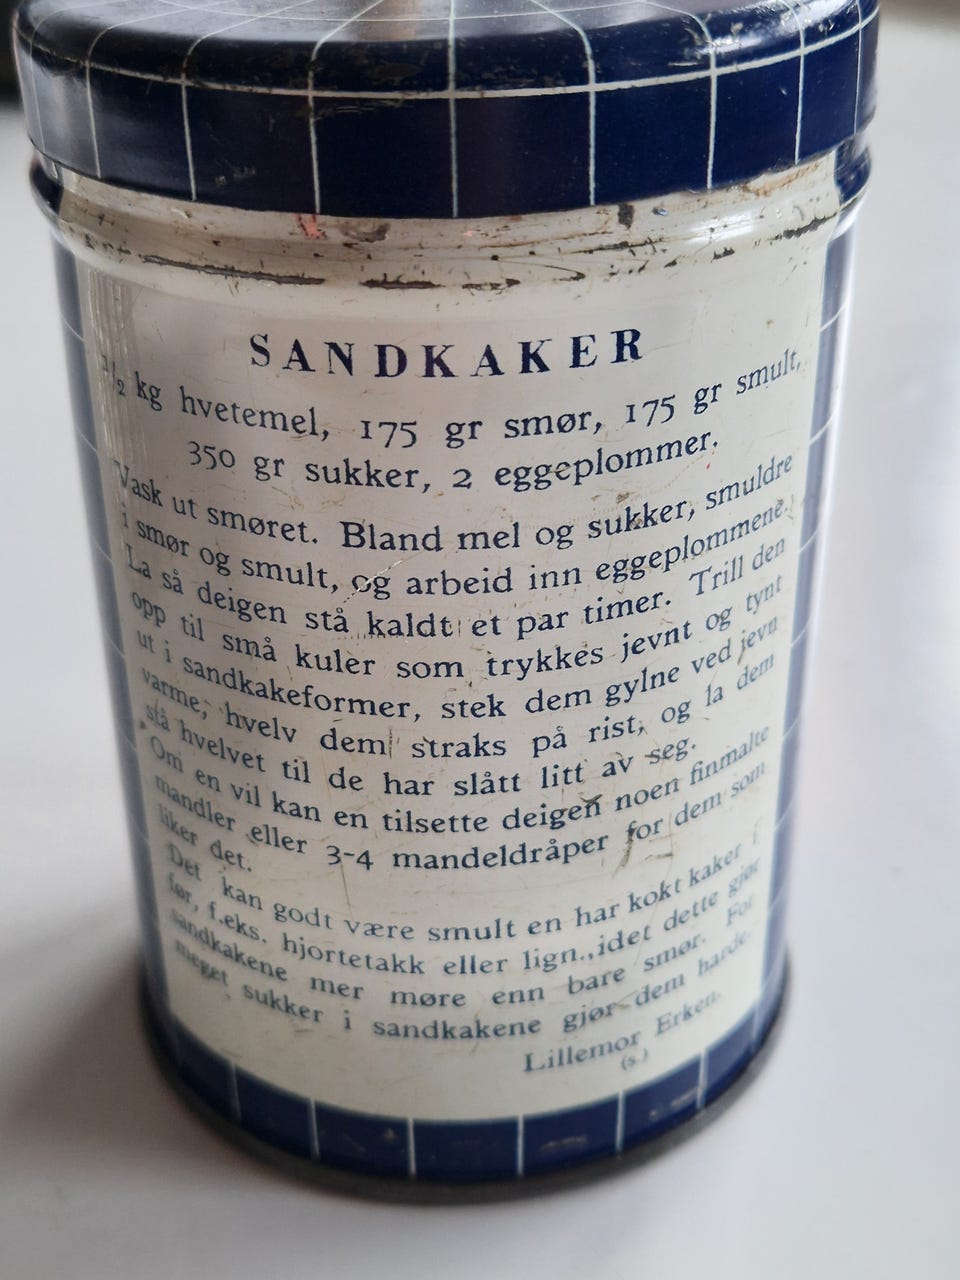 SANDKAKER
1/2 kg hvetemel, 175 gr smør, 175 gr smult,
350 gr sukker, 2 eggeplommer.
Vask ut smøret. Bland mel og sukker, smuldre
i smør og smult, og arbeid inn eggeplommene.
La så deigen stå kaldt et par timer. Trill den
opp til små kuler som trykkes jevnt og tynt
ut i sandkakeformer, stek dem gylne ved jevn
varme, hvelv dem straks på rist, og la dem
stå hvelvet til de har slått litt av seg.
Om en vil kan en tilsette deigen noen finmalte
mandler eller 3-4 mandeldråper for dem som
liker det.
Det kan godt være smult en har kokt kaker i
før, f.eks. hjortetakk eller lign., idet dette gjør
sandkakene mer møre enn bare smør. For
meget sukker i sandkakene gjør dem harde.
Lillemor Erken.
(s.)